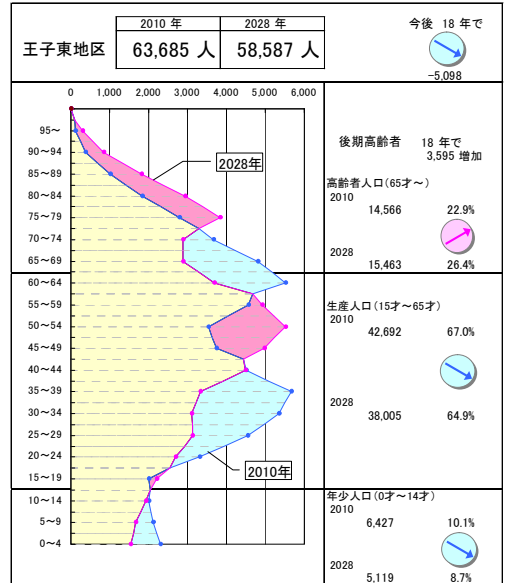 王子東地区
2010 年 2028 年
63,685 人 58,587 人
今後 18 年で
-5,098
0 1,000 2,000 3,000 4,000 5,000 6,000
95~
90~94
85~89
80~84
75~79
70~74
65~69
60~64
55~59
50~54
45~49
40~44
35~39
30~34
25~29
20~24
15~19
10~14
5~9
0~4
2028年
2010年
後期高齢者 18 年で
3,595 増加
高齢者人口(65才~)
2010
14,566 22.9%
2028
15,463 26.4%
生産人口(15才~65才)
2010
42,692 67.0%
2028
38,005 64.9%
年少人口(0才~14才)
2010
6,427 10.1%
2028
5,119 8.7%